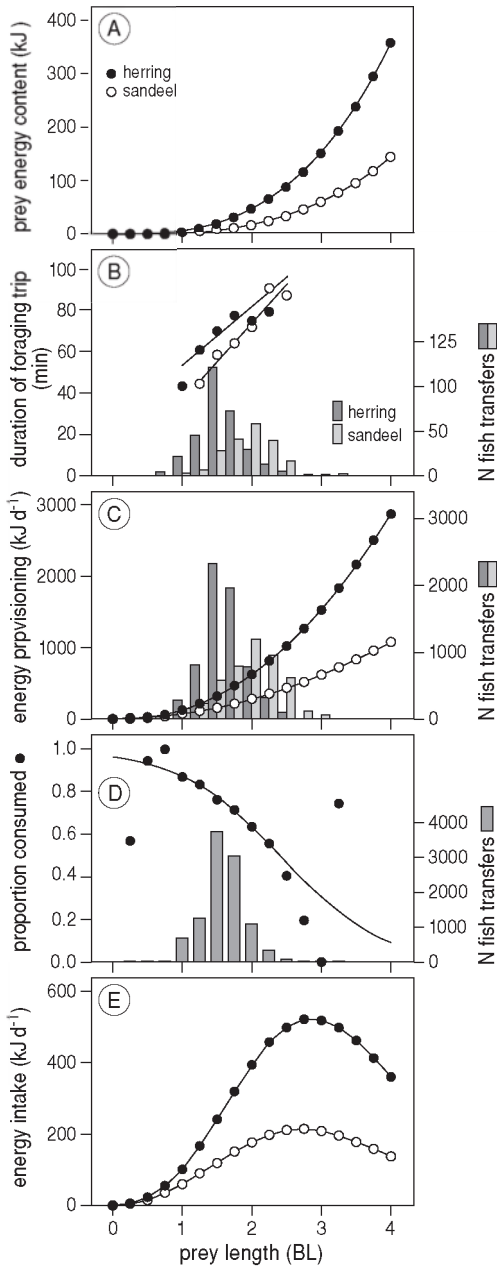 A
400
300
200
100
0
prey energy content (kJ)
herring
sandeel
B
100
80
60
40
20
0
duration of foraging trip
(min)
herring
sandeel
125
100
50
0
N fish transfers
C
3000
2000
1000
0
energy prpvisioning (kJ d-1)
3000
2000
1000
0
N fish transfers
D
1.0
0.8
0.6
0.4
0.2
0.0
proportion consumed
4000
3000
2000
1000
0
N fish transfers
E
600
400
200
0
energy intake (kJ d-1)
0 1 2 3 4
prey length (BL)